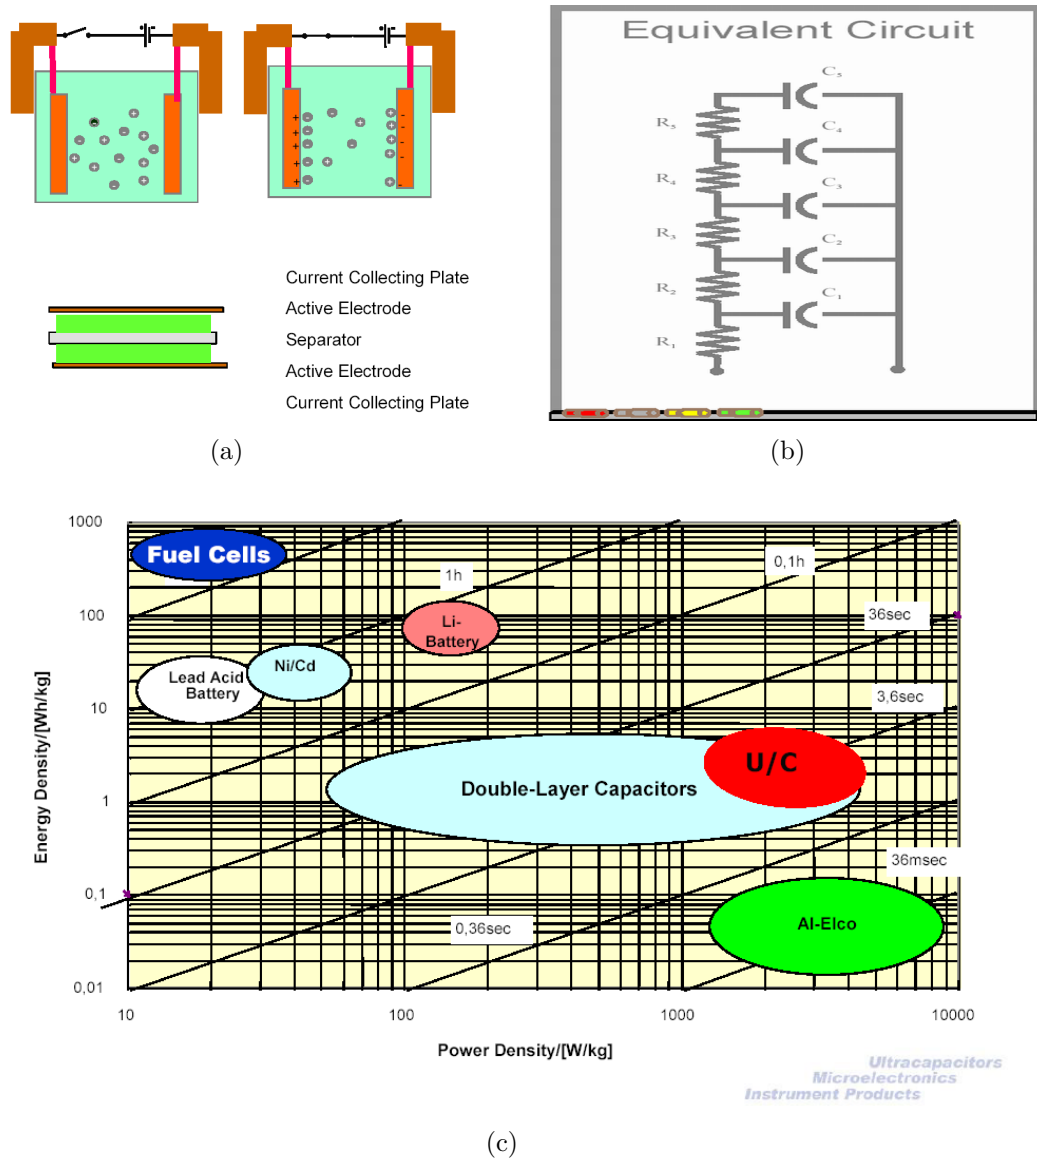 Current Collecting Plate
Active Electrode
Separator
Active Electrode
Current Collecting Plate
(a)
Equivalent Circuit
C₅
R₅
C₄
R₄
C₃
R₃
C₂
R₂
C₁
R₁
(b)
1000
100
10
1
0,1
0,01
Energy Density/[Wh/kg]
Fuel Cells
1h
0,1h
Li-
Battery
36sec
Ni/Cd
Lead Acid
Battery
3,6sec
U/C
Double-Layer Capacitors
36msec
0,36sec
Al-Elco
10
100
1000
10000
Power Density/[W/kg]
Ultracapacitors
Microelectronics
Instrument Products
(c)